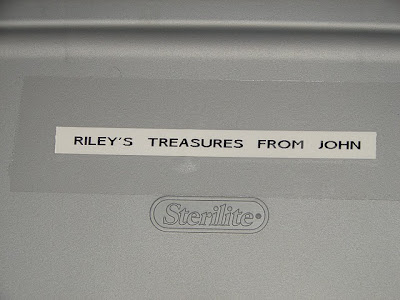 RILEY'S TREASURES FROM JOHN
Sterilite®